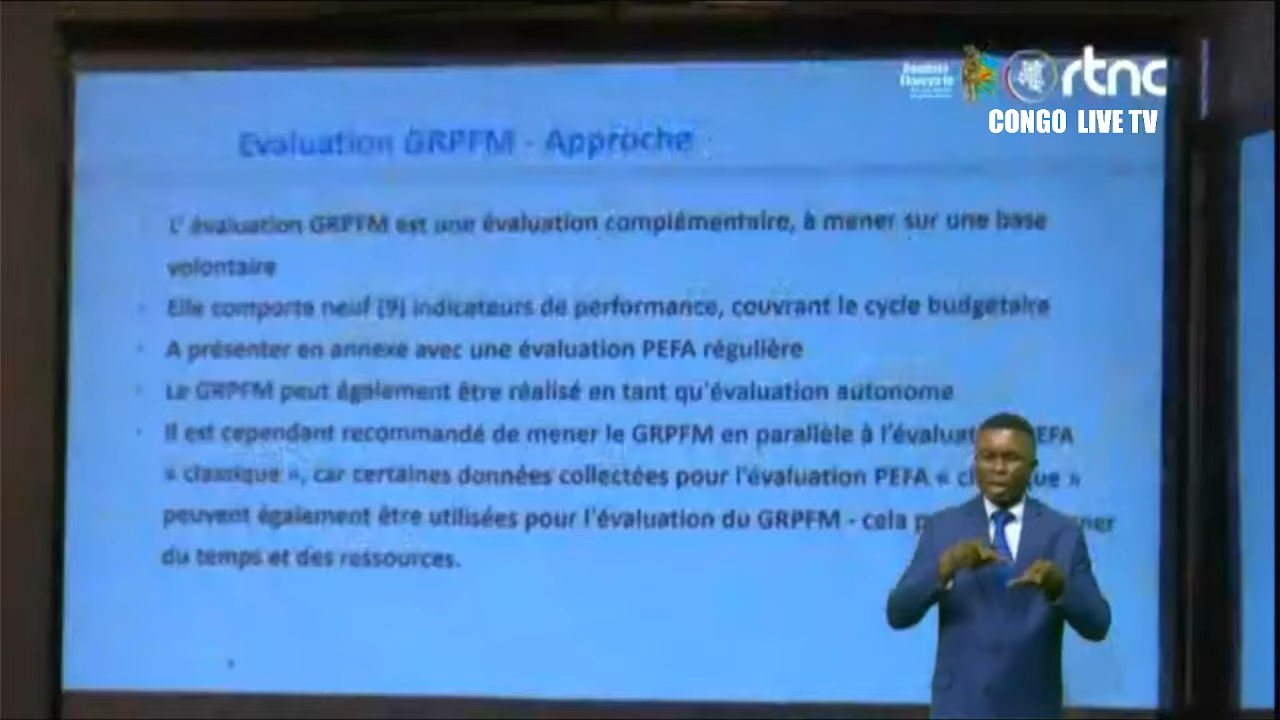 rtnc
CONGO LIVE TV
Evaluation GRPFM - Approche
L' évaluation GRPFM est une évaluation complémentaire, à mener sur une base
volontaire
Elle comporte neuf (9) indicateurs de performance, couvrant le cycle budgétaire
A présenter en annexe avec une évaluation PEFA régulière
Le GRPFM peut également être réalisé en tant qu'évaluation autonome
Il est cependant recommandé de mener le GRPFM en parallèle à l'évaluat EFA
« classique », car certaines données collectées pour l'évaluation PEFA « cl ue »
peuvent également être utilisées pour l'évaluation du GRPFM - cela p ner
du temps et des ressources.